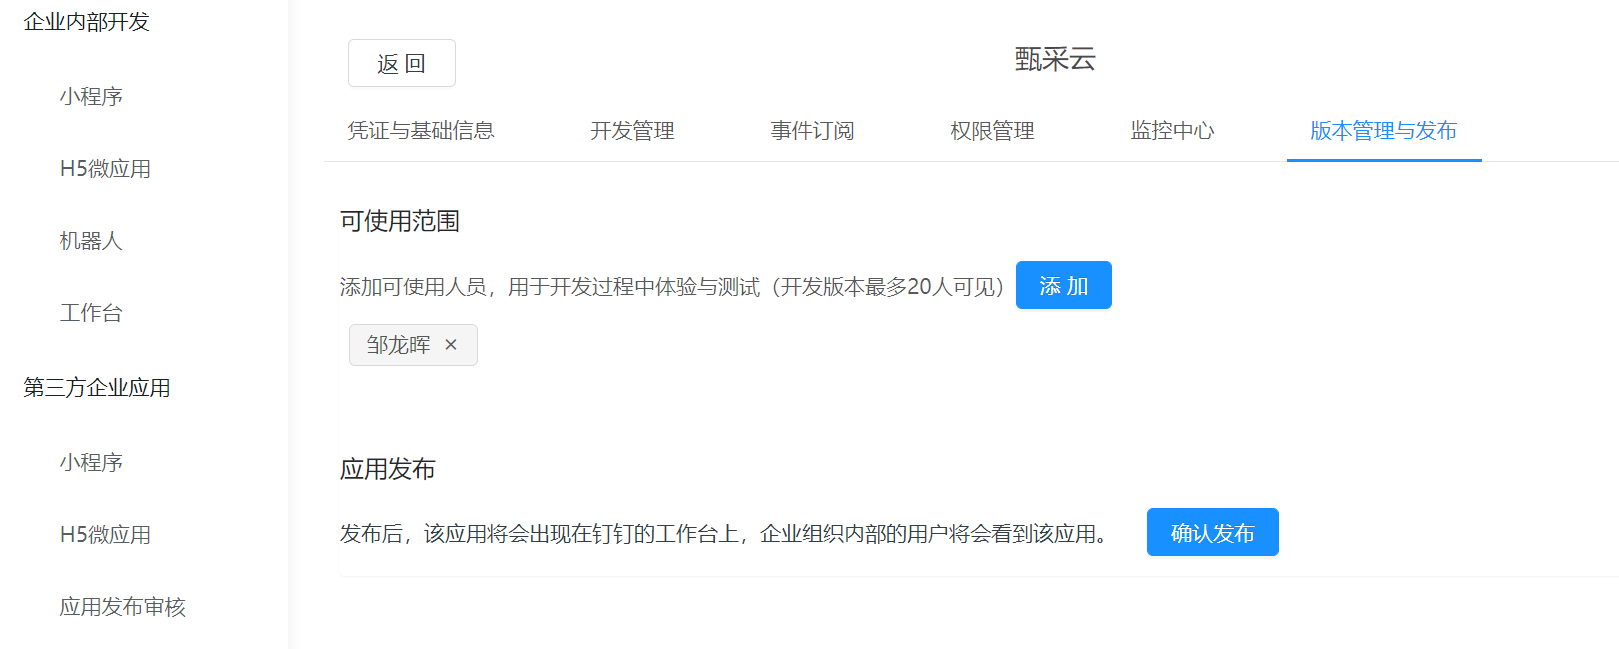 企业内部开发
小程序
H5微应用
机器人
工作台
第三方企业应用
小程序
H5微应用
应用发布审核
返 回
甄采云
凭证与基础信息 开发管理 事件订阅 权限管理 监控中心 版本管理与发布
可使用范围
添加可使用人员，用于开发过程中体验与测试（开发版本最多20人可见） 添 加
邹龙晖 ×
应用发布
发布后，该应用将会出现在钉钉的工作台上，企业组织内部的用户将会看到该应用。 确认发布